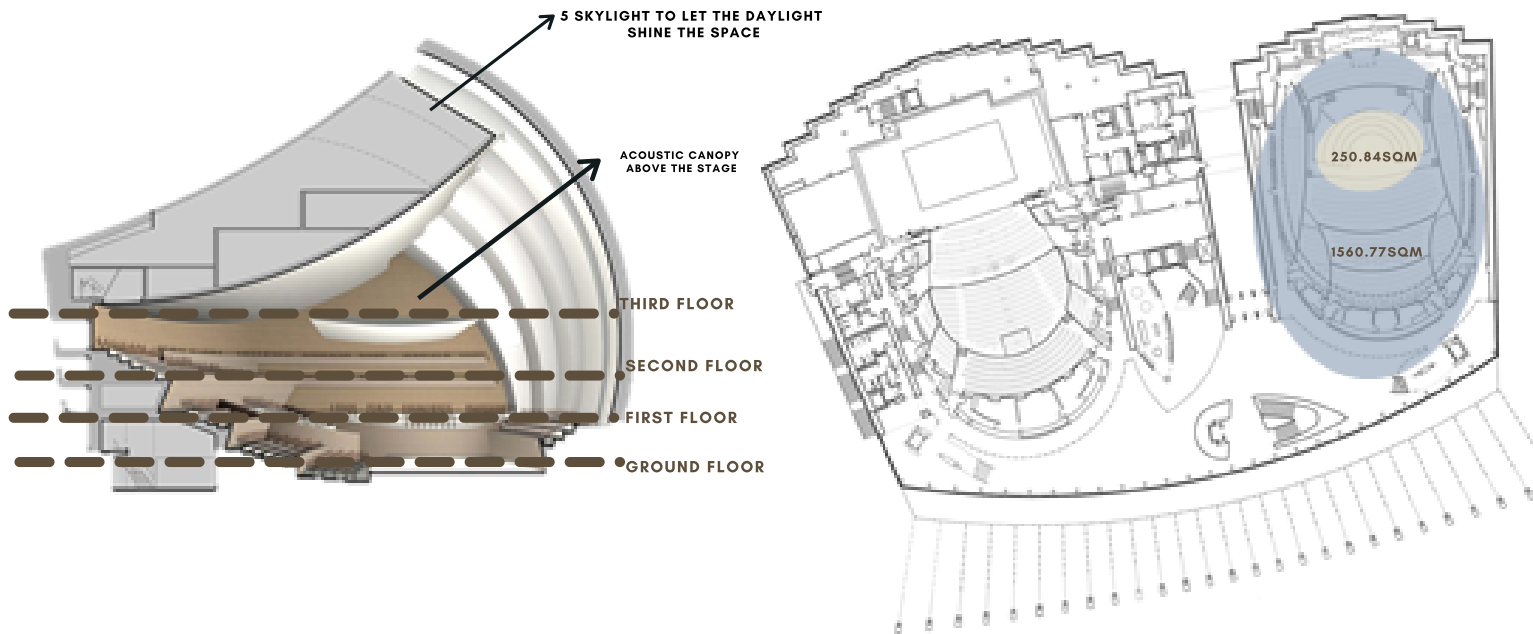 5 SKYLIGHT TO LET THE DAYLIGHT
SHINE THE SPACE
ACOUSTIC CANOPY
ABOVE THE STAGE
THIRD FLOOR
SECOND FLOOR
FIRST FLOOR
GROUND FLOOR
250.84SQM
1560.77SQM